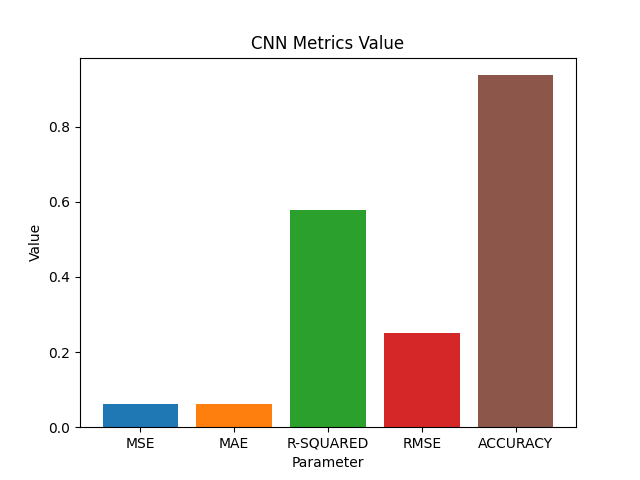 CNN Metrics Value
Value
0.8
0.6
0.4
0.2
0.0
MSE MAE R-SQUARED RMSE ACCURACY
Parameter